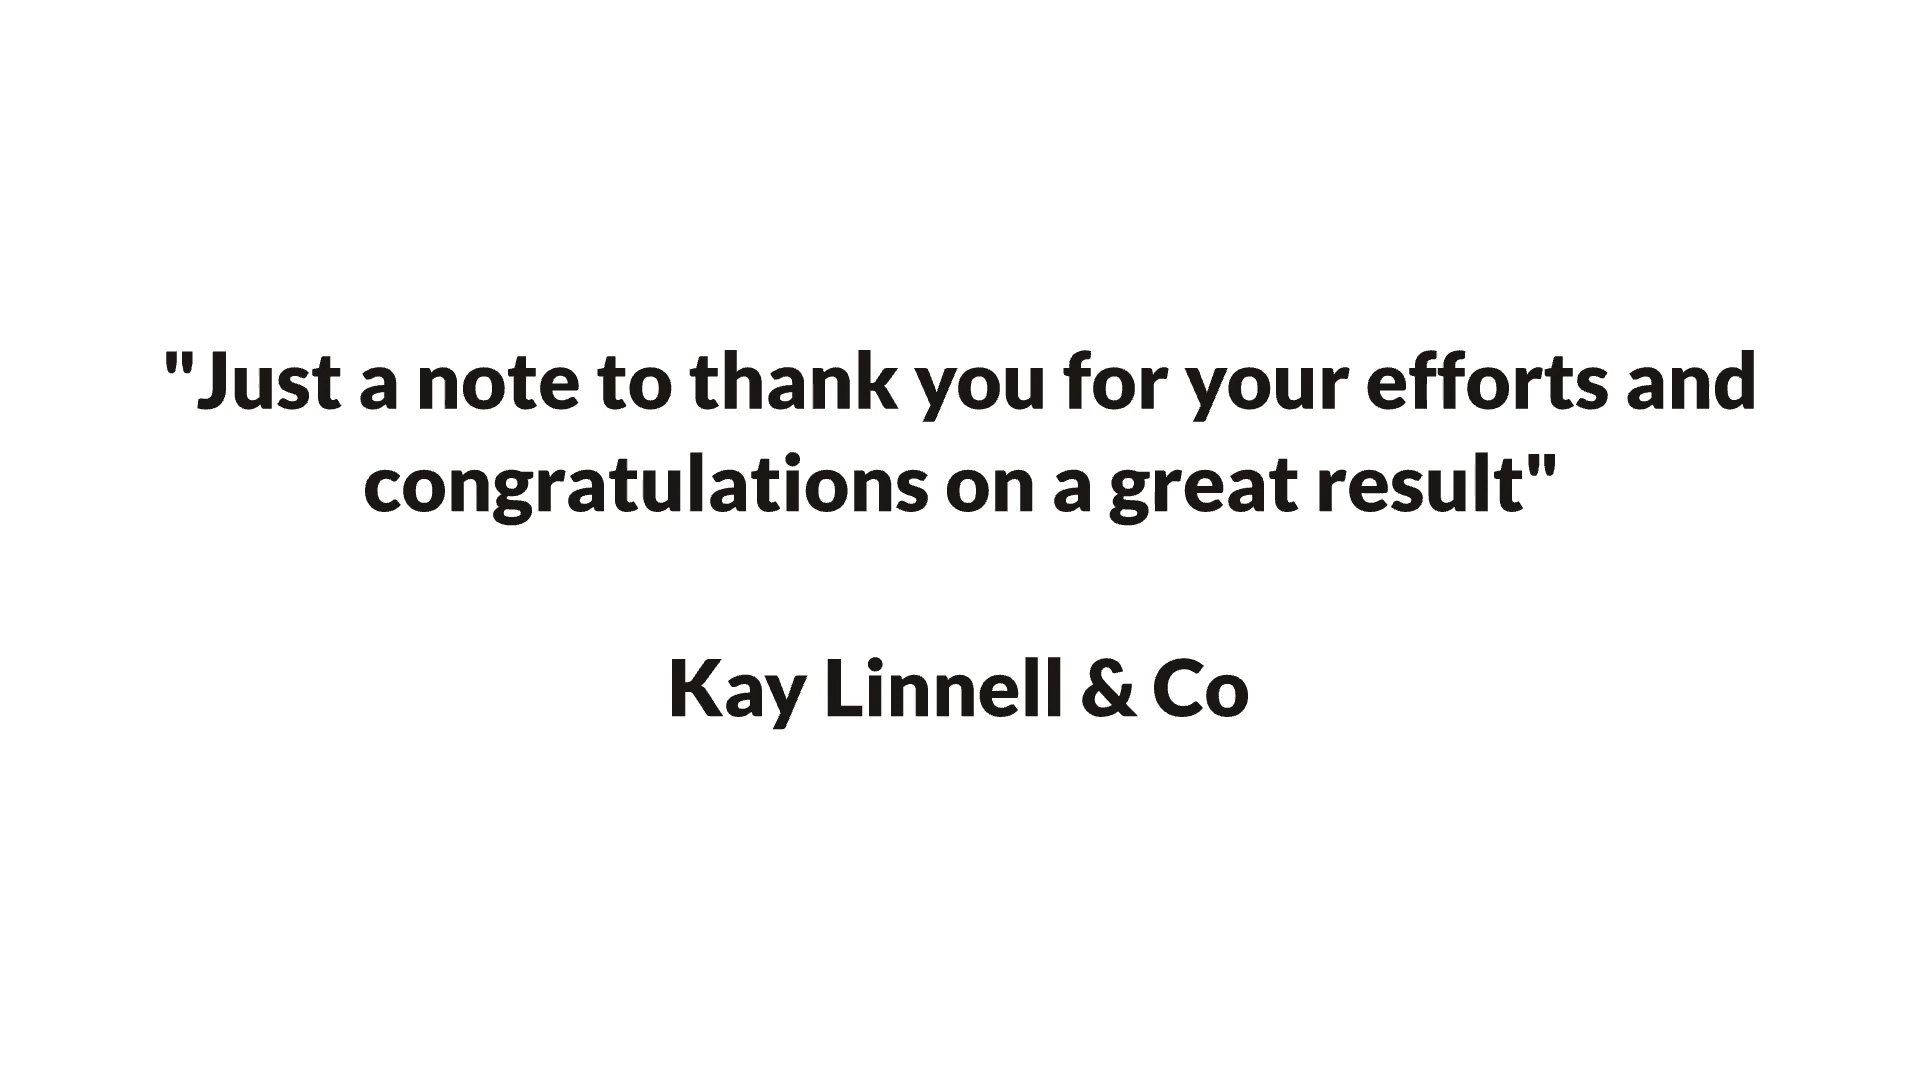 "Just a note to thank you for your efforts and
congratulations on a great result"
Kay Linnell & Co